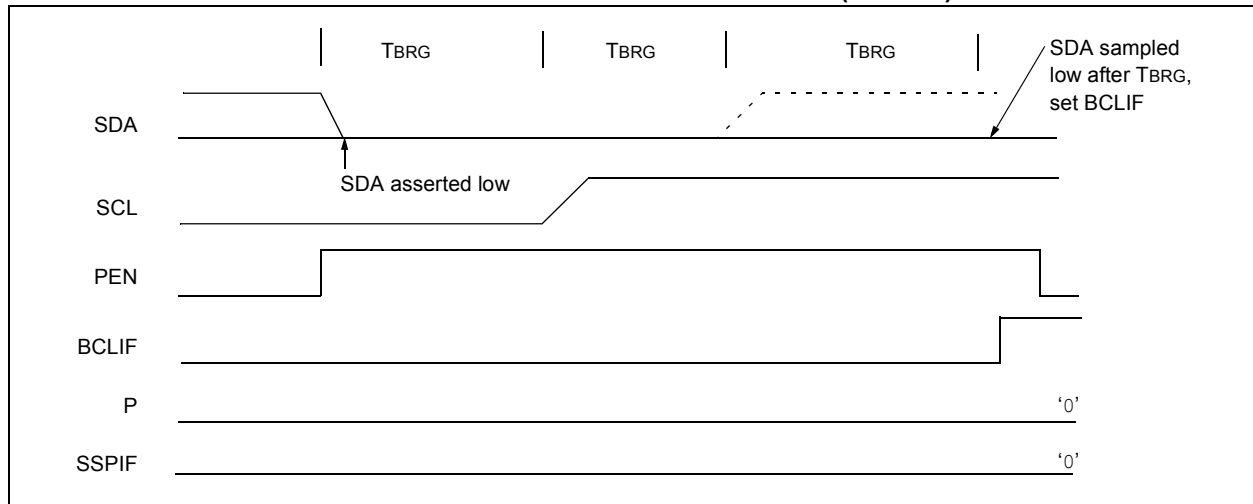 TBRG TBRG TBRG
SDA sampled
low after TBRG,
set BCLIF
SDA
SDA asserted low
SCL
PEN
BCLIF
P
‘0’
SSPIF
‘0’